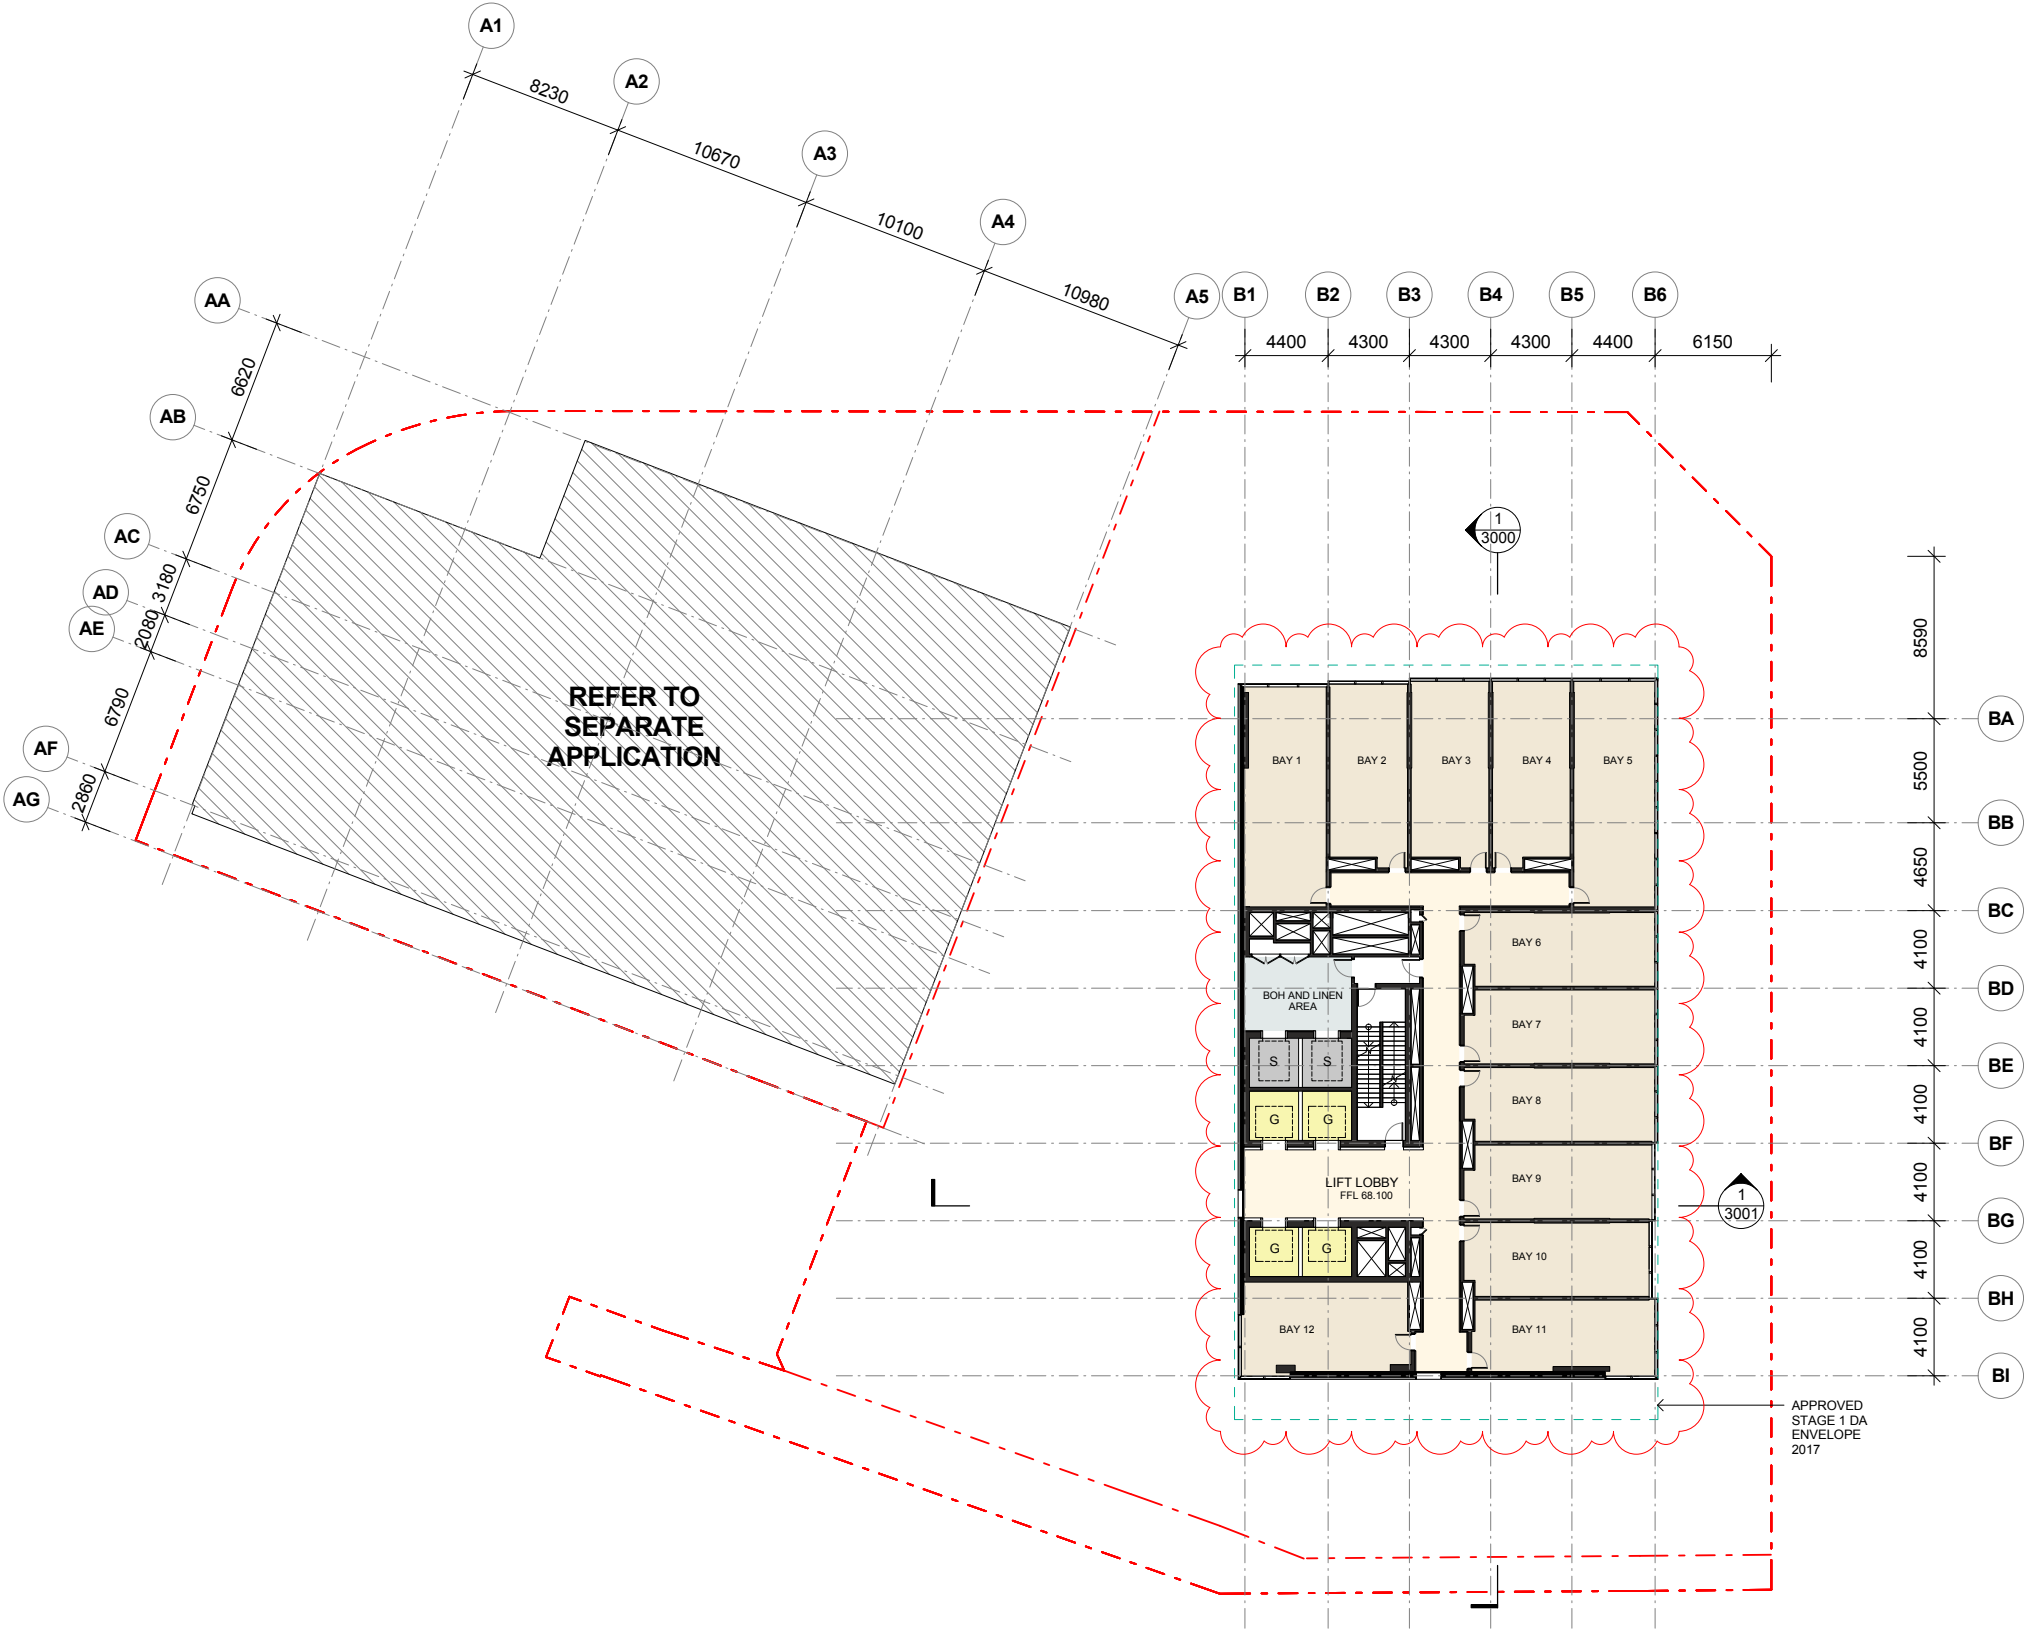 A1
A2
A3
A4
A5
B1
B2
B3
B4
B5
B6
8230
10670
10100
10980
4400
4300
4300
4300
4400
6150
AA
AB
AC
AD
AE
AF
AG
6620
6750
3180
2080
6790
2860
REFER TO
SEPARATE
APPLICATION
1
3000
8590
BA
5500
BB
4650
BC
4100
BD
4100
BE
4100
BF
4100
BG
4100
BH
4100
BI
BAY 1
BAY 2
BAY 3
BAY 4
BAY 5
BAY 6
BOH AND LINEN
AREA
BAY 7
S
S
BAY 8
G
G
BAY 9
LIFT LOBBY
FFL 68.100
1
3001
G
G
BAY 10
BAY 12
BAY 11
APPROVED
STAGE 1 DA
ENVELOPE
2017